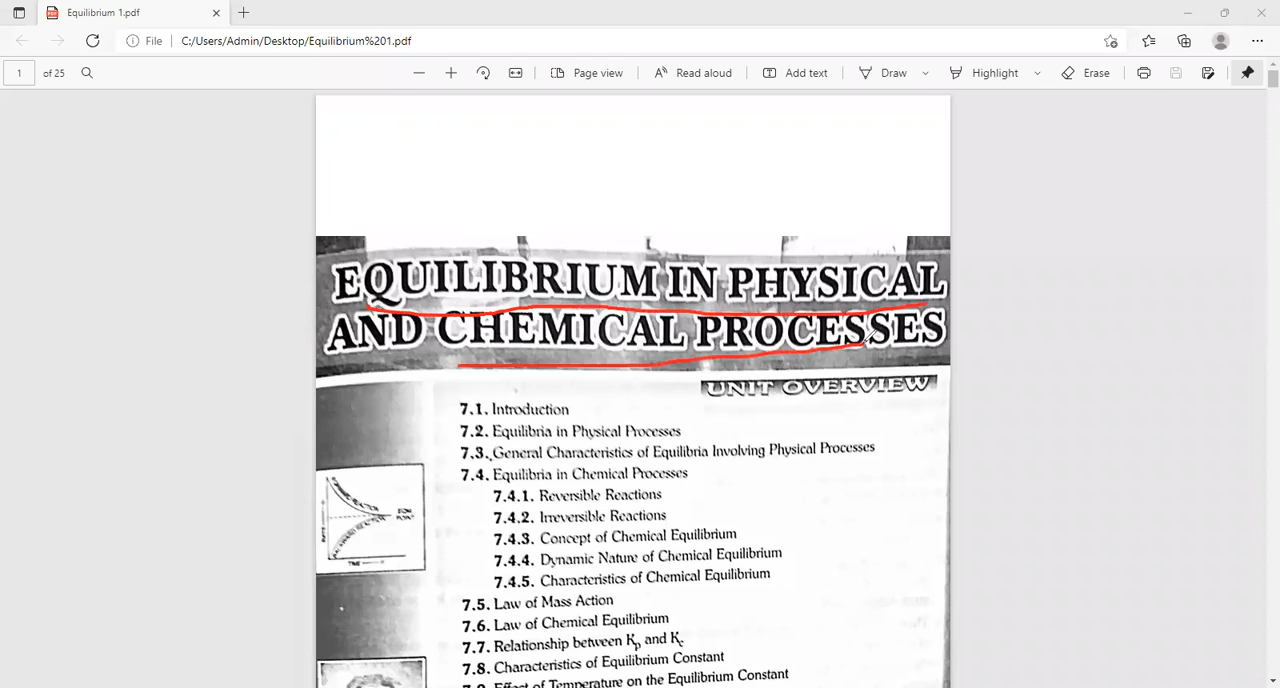 Equilibrium 1.pdf
File C:/Users/Admin/Desktop/Equilibrium%201.pdf
1 of 25 Page view Read aloud Add text Draw Highlight Erase
EQUILIBRIUM IN PHYSICAL
AND CHEMICAL PROCESSES
UNIT OVERVIEW
7.1. Introduction
7.2. Equilibria in Physical Processes
7.3. General Characteristics of Equilibria Involving Physical Processes
7.4. Equilibria in Chemical Processes
7.4.1. Reversible Reactions
7.4.2. Irreversible Reactions
7.4.3. Concept of Chemical Equilibrium
7.4.4. Dynamic Nature of Chemical Equilibrium
7.4.5. Characteristics of Chemical Equilibrium
7.5. Law of Mass Action
7.6. Law of Chemical Equilibrium
7.7. Relationship between Kp and Kc
7.8. Characteristics of Equilibrium Constant
Effect of Temperature on the Equilibrium Constant
TIME